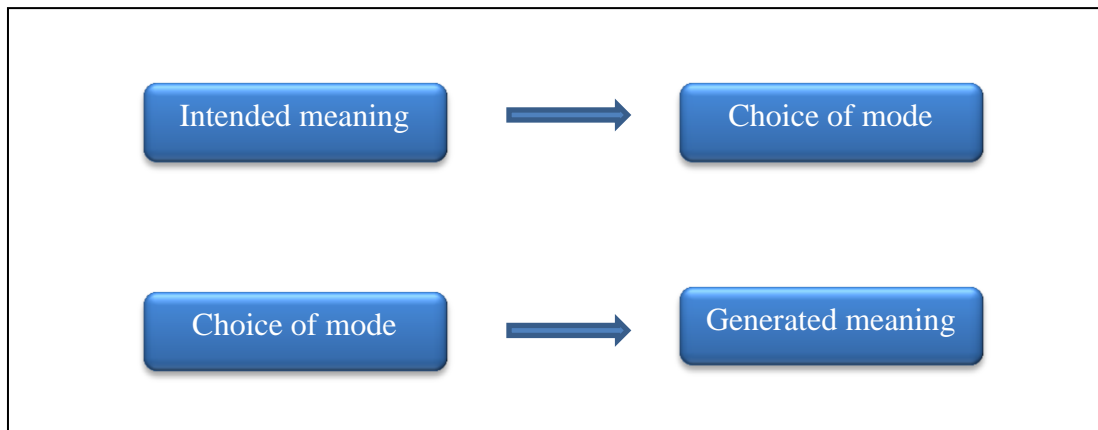 Intended meaning
Choice of mode
Choice of mode
Generated meaning